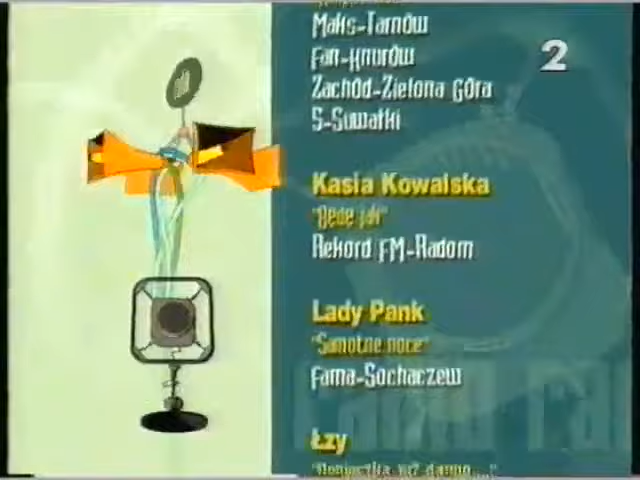 Maks-Tarnów
Fan-Knurów
Zachód-Zielona Góra
S-Suwałki
2
Kasia Kowalska
"Będę jak"
Rekord FM-Radom
Lady Pank
"Samotne noce"
Fama-Sochaczew
Łzy